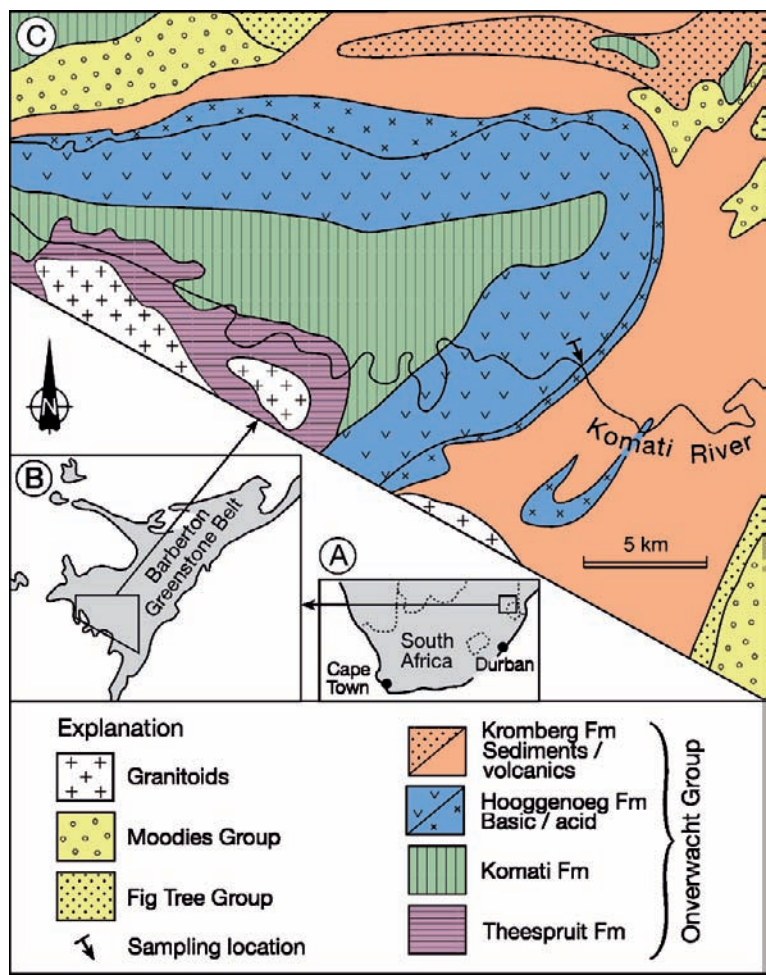 C
N
Komati River
5 km
B
Barberton
Greenstone Belt
A
South
Africa
Cape
Town
Durban
Explanation
Granitoids
Moodies Group
Fig Tree Group
Sampling location
Kromberg Fm
Sediments /
volcanics
Hooggenoeg Fm
Basic / acid
Komati Fm
Theespruit Fm
Onverwacht Group